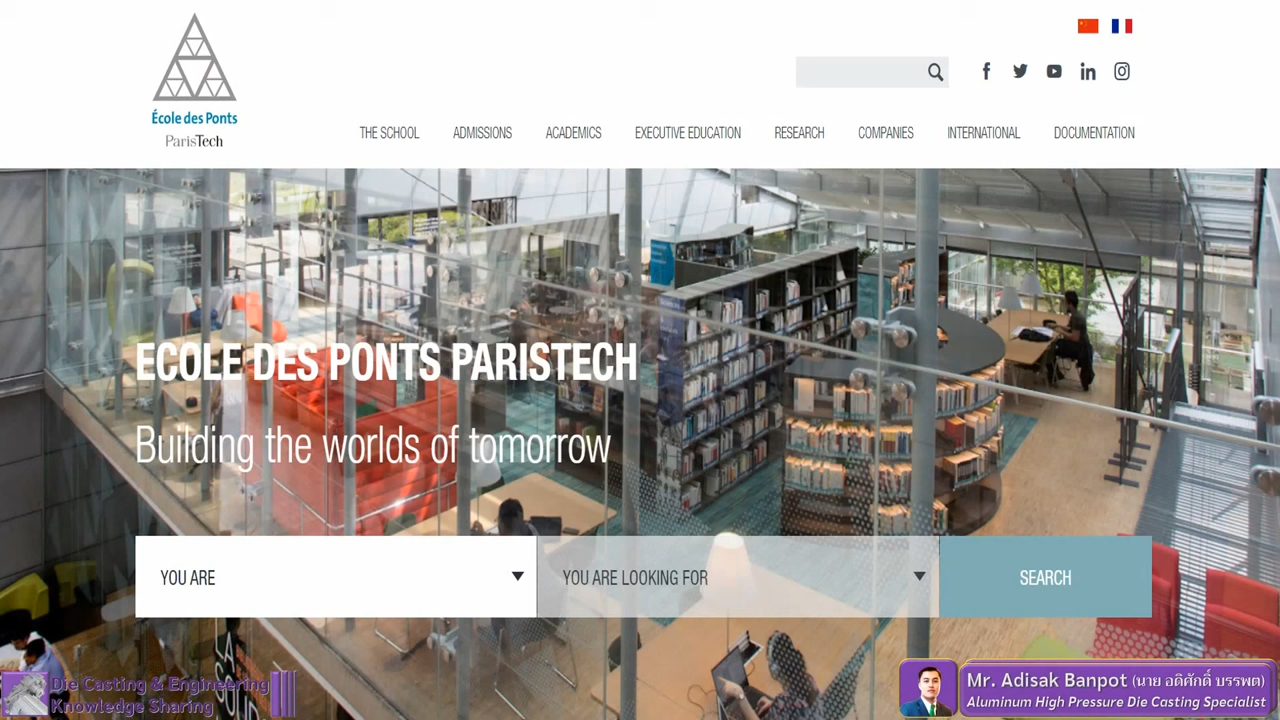 École des Ponts
ParisTech
THE SCHOOL
ADMISSIONS
ACADEMICS
EXECUTIVE EDUCATION
RESEARCH
COMPANIES
INTERNATIONAL
DOCUMENTATION
ECOLE DES PONTS PARISTECH
Building the worlds of tomorrow
YOU ARE
YOU ARE LOOKING FOR
SEARCH
Die Casting & Engineering
Knowledge Sharing
Mr. Adisak Banpot (นาย อดิศักดิ์ บรรพต)
Aluminum High Pressure Die Casting Specialist